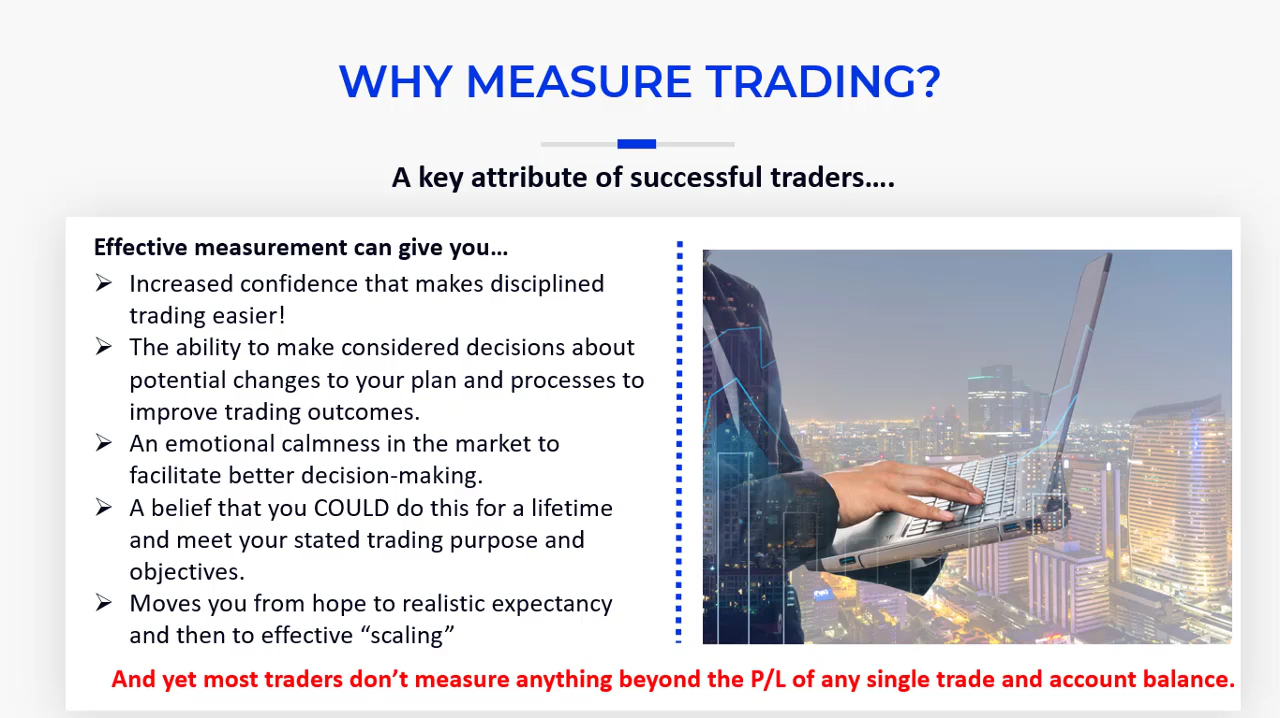 WHY MEASURE TRADING?
A key attribute of successful traders….
Effective measurement can give you…
➢ Increased confidence that makes disciplined
trading easier!
➢ The ability to make considered decisions about
potential changes to your plan and processes to
improve trading outcomes.
➢ An emotional calmness in the market to
facilitate better decision-making.
➢ A belief that you COULD do this for a lifetime
and meet your stated trading purpose and
objectives.
➢ Moves you from hope to realistic expectancy
and then to effective “scaling”
And yet most traders don’t measure anything beyond the P/L of any single trade and account balance.